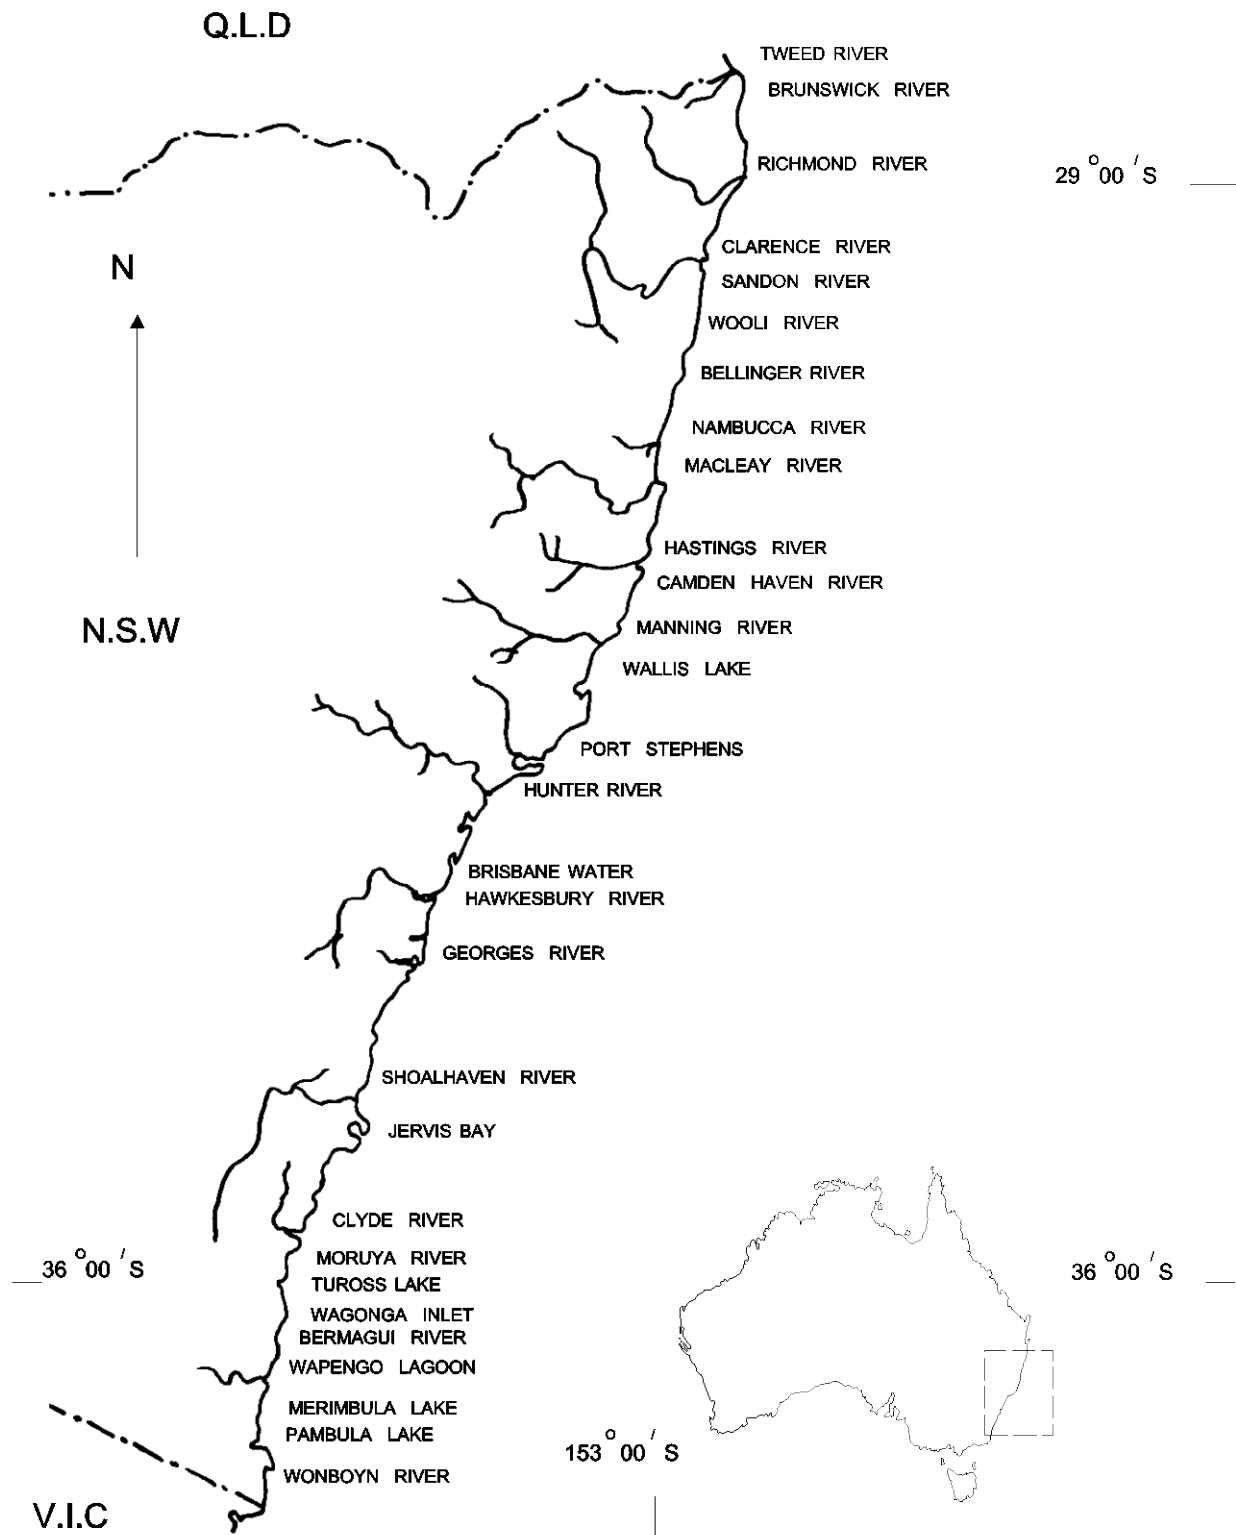 Q.L.D
TWEED RIVER
BRUNSWICK RIVER
RICHMOND RIVER
29 °00 ' S
CLARENCE RIVER
N
SANDON RIVER
WOOLI RIVER
BELLINGER RIVER
NAMBUCCA RIVER
MACLEAY RIVER
HASTINGS RIVER
CAMDEN HAVEN RIVER
N.S.W
MANNING RIVER
WALLIS LAKE
PORT STEPHENS
HUNTER RIVER
BRISBANE WATER
HAWKESBURY RIVER
GEORGES RIVER
SHOALHAVEN RIVER
JERVIS BAY
CLYDE RIVER
MORUYA RIVER
36 °00 ' S
36 °00 ' S
TUROSS LAKE
WAGONGA INLET
BERMAGUI RIVER
WAPENGO LAGOON
MERIMBULA LAKE
PAMBULA LAKE
153 °00 ' S
WONBOYN RIVER
V.I.C